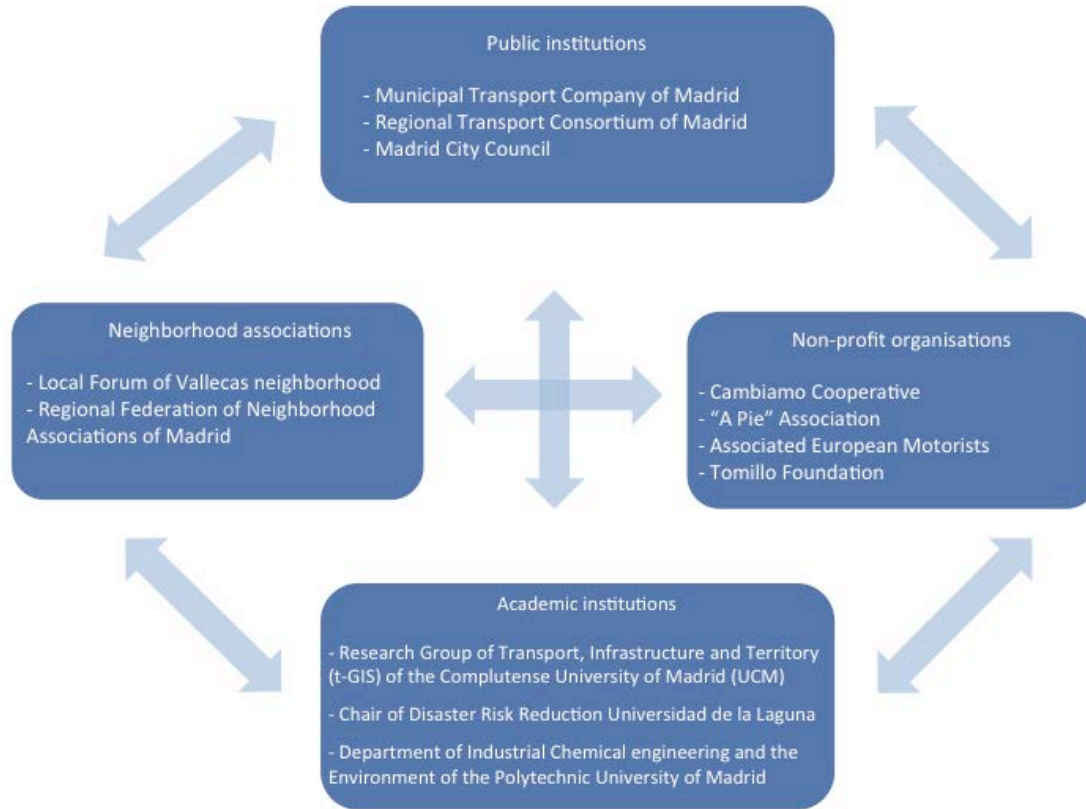 Public institutions
- Municipal Transport Company of Madrid
- Regional Transport Consortium of Madrid
- Madrid City Council
Neighborhood associations
- Local Forum of Vallecas neighborhood
- Regional Federation of Neighborhood
Associations of Madrid
Non-profit organisations
- Cambiamo Cooperative
- “A Pie” Association
- Associated European Motorists
- Tomillo Foundation
Academic institutions
- Research Group of Transport, Infrastructure and Territory
(t-GIS) of the Complutense University of Madrid (UCM)
- Chair of Disaster Risk Reduction Universidad de la Laguna
- Department of Industrial Chemical engineering and the
Environment of the Polytechnic University of Madrid